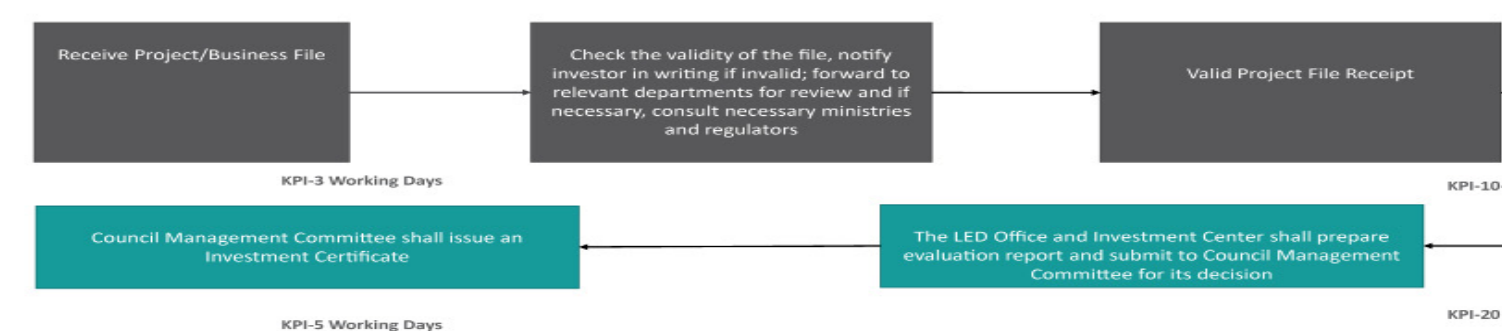 Receive Project/Business File
Check the validity of the file, notify
investor in writing if invalid; forward to
relevant departments for review and if
necessary, consult necessary ministries
and regulators
Valid Project File Receipt
KPI-3 Working Days
KPI-10-
Council Management Committee shall issue an
Investment Certificate
The LED Office and Investment Center shall prepare
evaluation report and submit to Council Management
Committee for its decision
KPI-5 Working Days
KPI-20